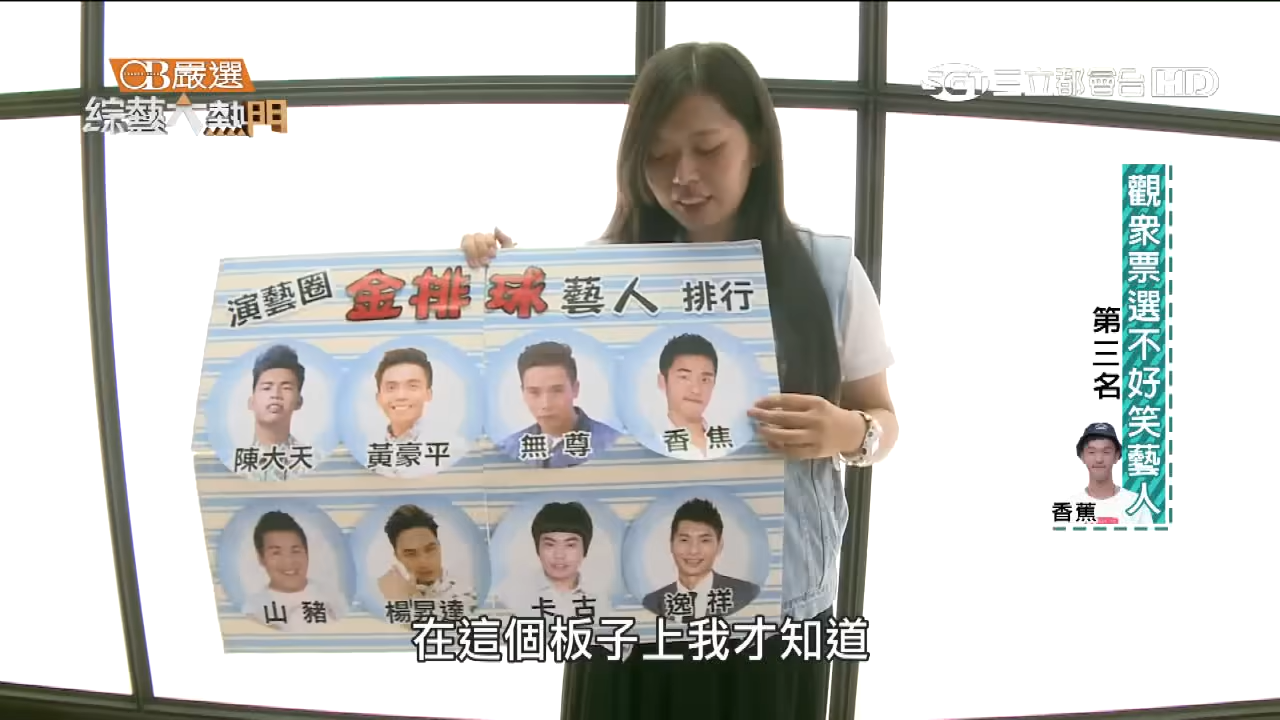 CB嚴選
綜藝大熱門
SGT三立都會台HD
演藝圈 金排球 藝人 排行
陳大天
黃豪平
無尊
香焦
山豬
楊昇達
卡古
逸祥
觀眾票選不好笑藝人
第三名
香蕉
在這個板子上我才知道